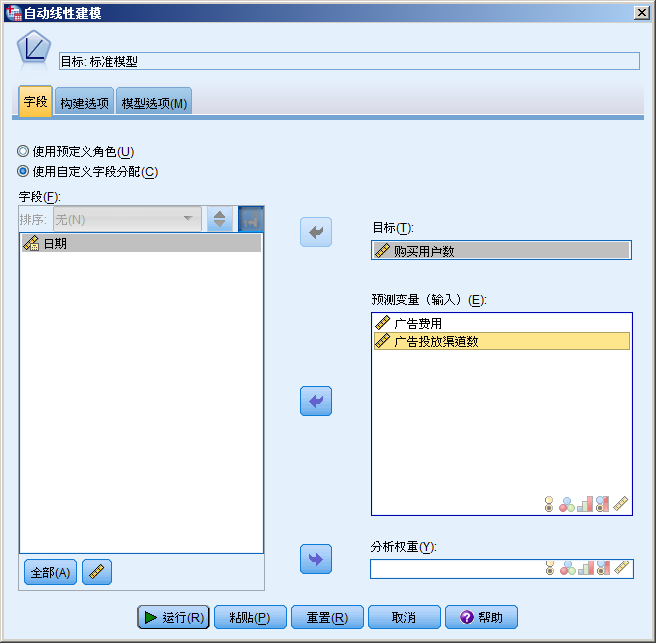 自动线性建模
目标: 标准模型
字段 构建选项 模型选项(M)
使用预定义角色(U)
使用自定义字段分配(C)
字段(F):
排序: 无(N)
日期
全部(A)
目标(T):
购买用户数
预测变量（输入）(E):
广告费用
广告投放渠道数
分析权重(Y):
运行(R) 粘贴(P) 重置(R) 取消 帮助